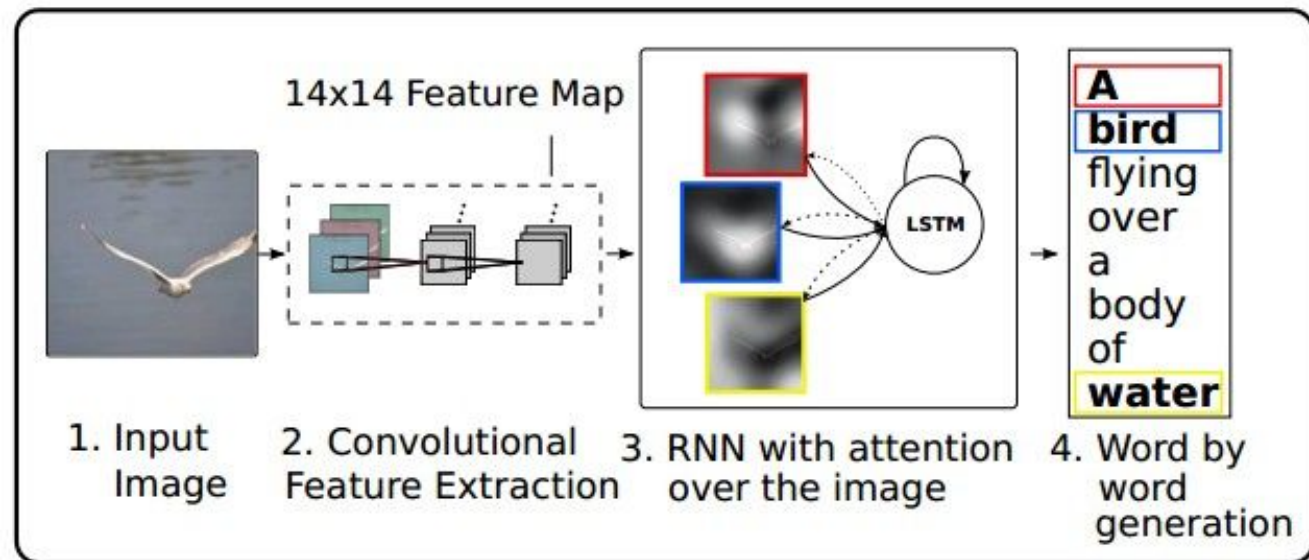 14x14 Feature Map
LSTM
A
bird
flying
over
a
body
of
water
1. Input
Image
2. Convolutional
Feature Extraction
3. RNN with attention
over the image
4. Word by
word
generation